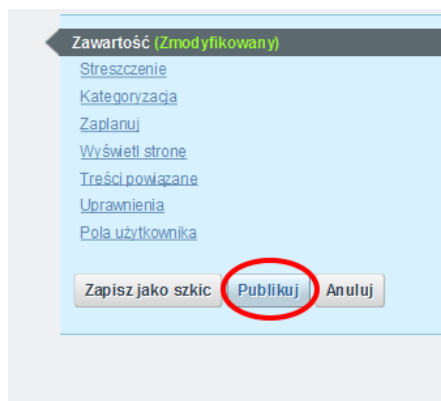 Zawartość (Zmodyfikowany)
Streszczenie
Kategoryzacja
Zaplanuj
Wyświetl stronę
Treści powiązane
Uprawnienia
Pola użytkownika
Zapisz jako szkic Publikuj Anuluj